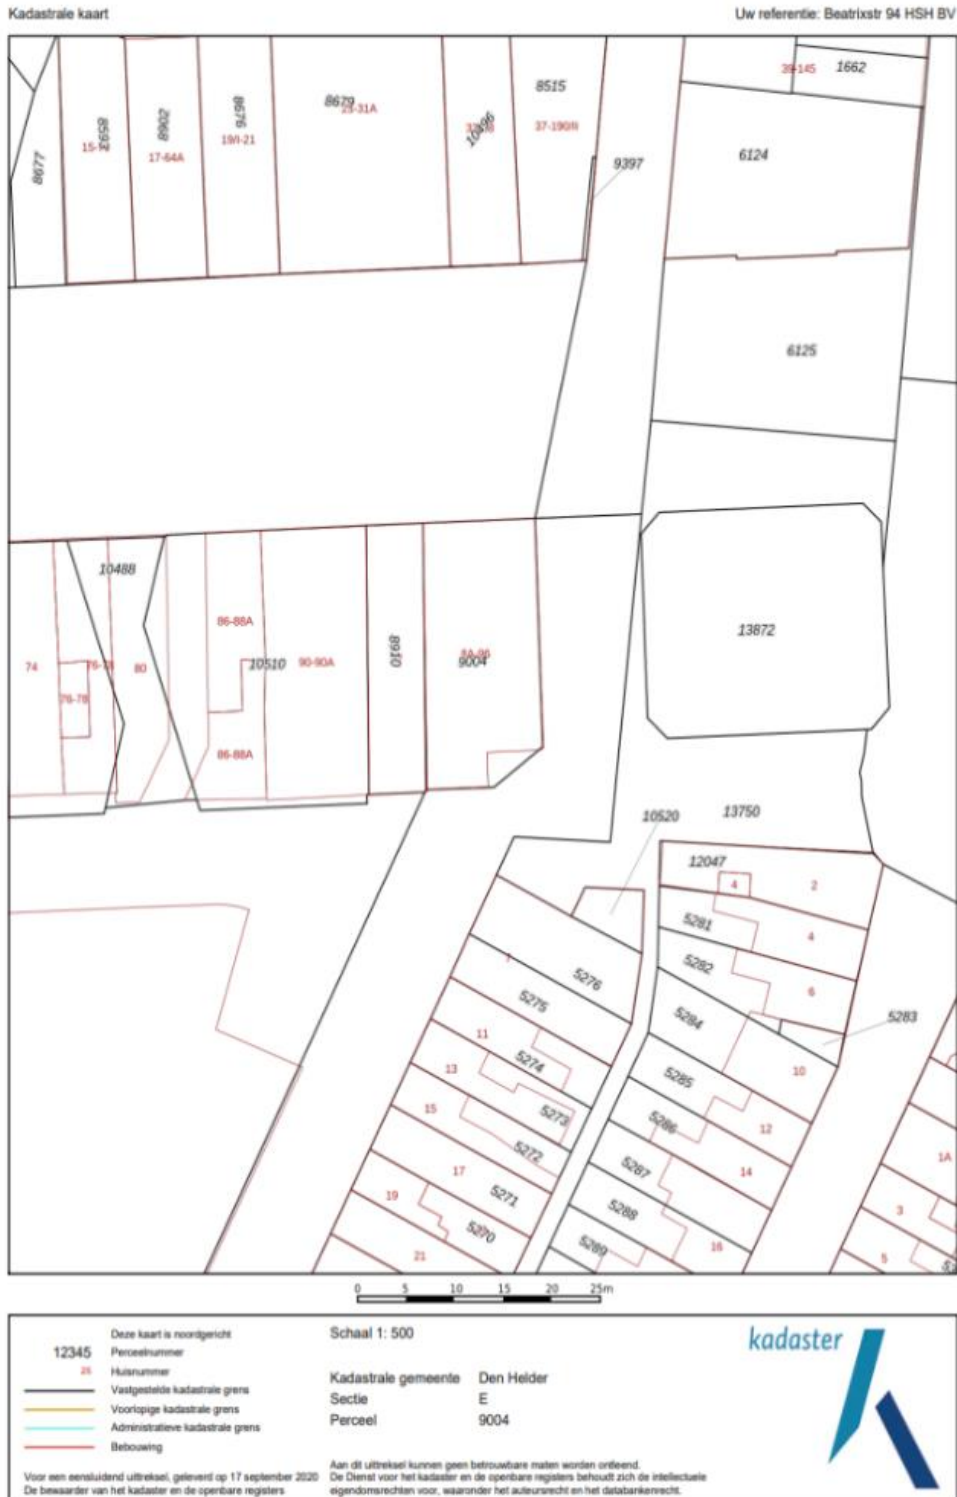 Kadastrale kaart
Uw referentie: Beatrixstr 94 HSH BV
8677
8593
15-
2068
17-64A
8676
19/I-21
8679
-31A
10496
8515
37-190/II
9397
39-145
1662
6124
6125
13872
10488
74
76-78
76-78
80
86-88A
10510
90-90A
86-88A
8910
9004
10520
13750
12047
4
2
5281
4
5282
6
5283
5276
5275
5284
10
11
5274
5285
13
12
5273
15
5286
5272
14
17
5287
5271
19
5288
5270
16
21
5289
1A
3
5
0 5 10 15 20 25m
Deze kaart is noordgericht
12345 Perceelnummer
25 Huisnummer
Vastgestelde kadastrale grens
Voorlopige kadastrale grens
Administratieve kadastrale grens
Bebouwing
Voor een eensluidend uittreksel, geleverd op 17 september 2020
De bewaarder van het kadaster en de openbare registers
Schaal 1: 500
Kadastrale gemeente Den Helder
Sectie E
Perceel 9004
Aan dit uittreksel kunnen geen betrouwbare maten worden ontleend.
De Dienst voor het kadaster en de openbare registers behoudt zich de intellectuele
eigendomsrechten voor, waaronder het auteursrecht en het databankenrecht.
kadaster